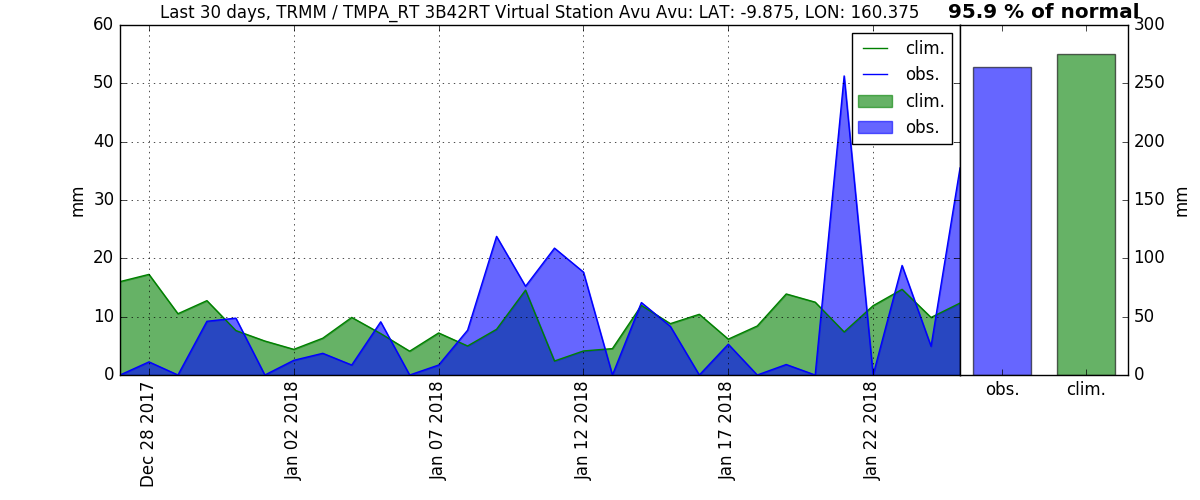 Last 30 days, TRMM / TMPA_RT 3B42RT Virtual Station Avu Avu: LAT: -9.875, LON: 160.375
95.9 % of normal
60
50
40
30
20
10
0
mm
clim.
obs.
clim.
obs.
300
250
200
150
100
50
0
mm
Dec 28 2017
Jan 02 2018
Jan 07 2018
Jan 12 2018
Jan 17 2018
Jan 22 2018
obs.
clim.